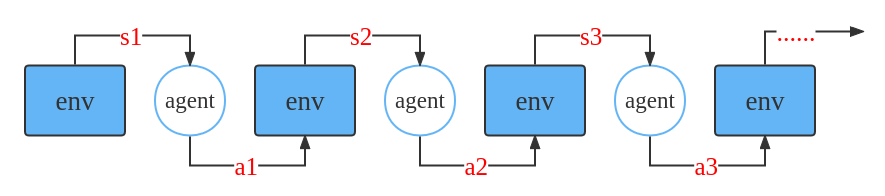 s1 s2 s3 ......
env agent env agent env agent env
a1 a2 a3